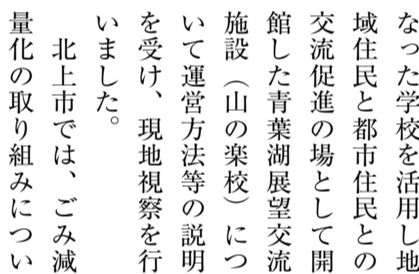 なった学校を活用し地
域住民と都市住民との
交流促進の場として開
館した青葉湖展望交流
施設（山の楽校）につ
いて運営方法等の説明
を受け、現地視察を行
いました。
北上市では、ごみ減
量化の取り組みについ